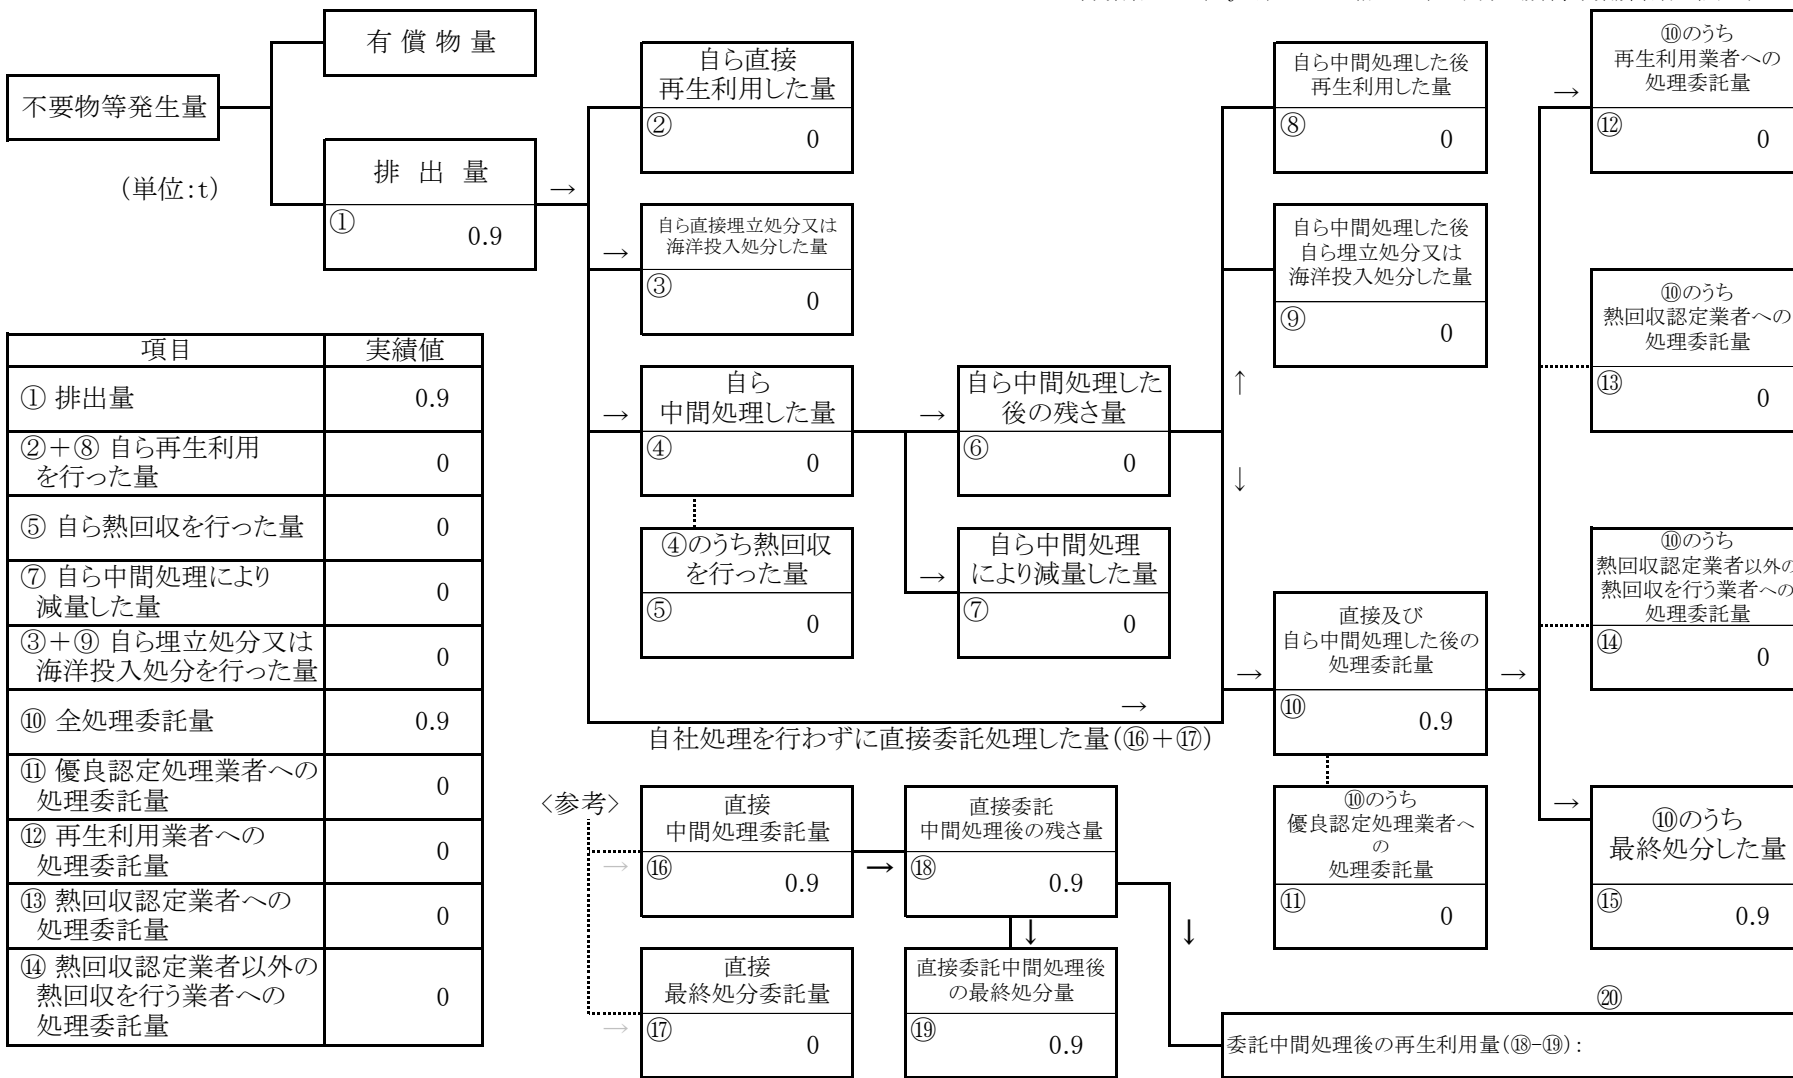 有償物量
不要物等発生量
(単位:t)
排出量
→
①
0.9
自ら直接
再生利用した量
②
0
自ら直接埋立処分又は
海洋投入処分した量
→
③
0
自ら
中間処理した量
→
④
0
④のうち熱回収
を行った量
⑤
0
自ら中間処理した
後の残さ量
→
⑥
0
自ら中間処理
により減量した量
→
⑦
0
自ら中間処理した後
再生利用した量
⑧
0
自ら中間処理した後
自ら埋立処分又は
海洋投入処分した量
⑨
0
↑
↓
直接及び
自ら中間処理した後の
処理委託量
→
→
⑩
0.9
→
自社処理を行わずに直接委託処理した量(⑯+⑰)
⑩のうち
優良認定処理業者へ
の
処理委託量
⑪
0
⑩のうち
再生利用業者への
処理委託量
→
⑫
0
⑩のうち
熱回収認定業者への
処理委託量
⑬
0
⑩のうち
熱回収認定業者以外の
熱回収を行う業者への
処理委託量
⑭
0
→
⑩のうち
最終処分した量
⑮
0.9
項目 実績値
① 排出量 0.9
②+⑧ 自ら再生利用
を行った量 0
⑤ 自ら熱回収を行った量 0
⑦ 自ら中間処理により
減量した量 0
③+⑨ 自ら埋立処分又は
海洋投入処分を行った量 0
⑩ 全処理委託量 0.9
⑪ 優良認定処理業者への
処理委託量 0
⑫ 再生利用業者への
処理委託量 0
⑬ 熱回収認定業者への
処理委託量 0
⑭ 熱回収認定業者以外の
熱回収を行う業者への
処理委託量 0
<参考>
直接
中間処理委託量
→
⑯
0.9
→
直接委託
中間処理後の残さ量
⑱
0.9
↓
↓
直接
最終処分委託量
→
⑰
0
直接委託中間処理後
の最終処分量
⑲
0.9
⑳
委託中間処理後の再生利用量(⑱-⑲):